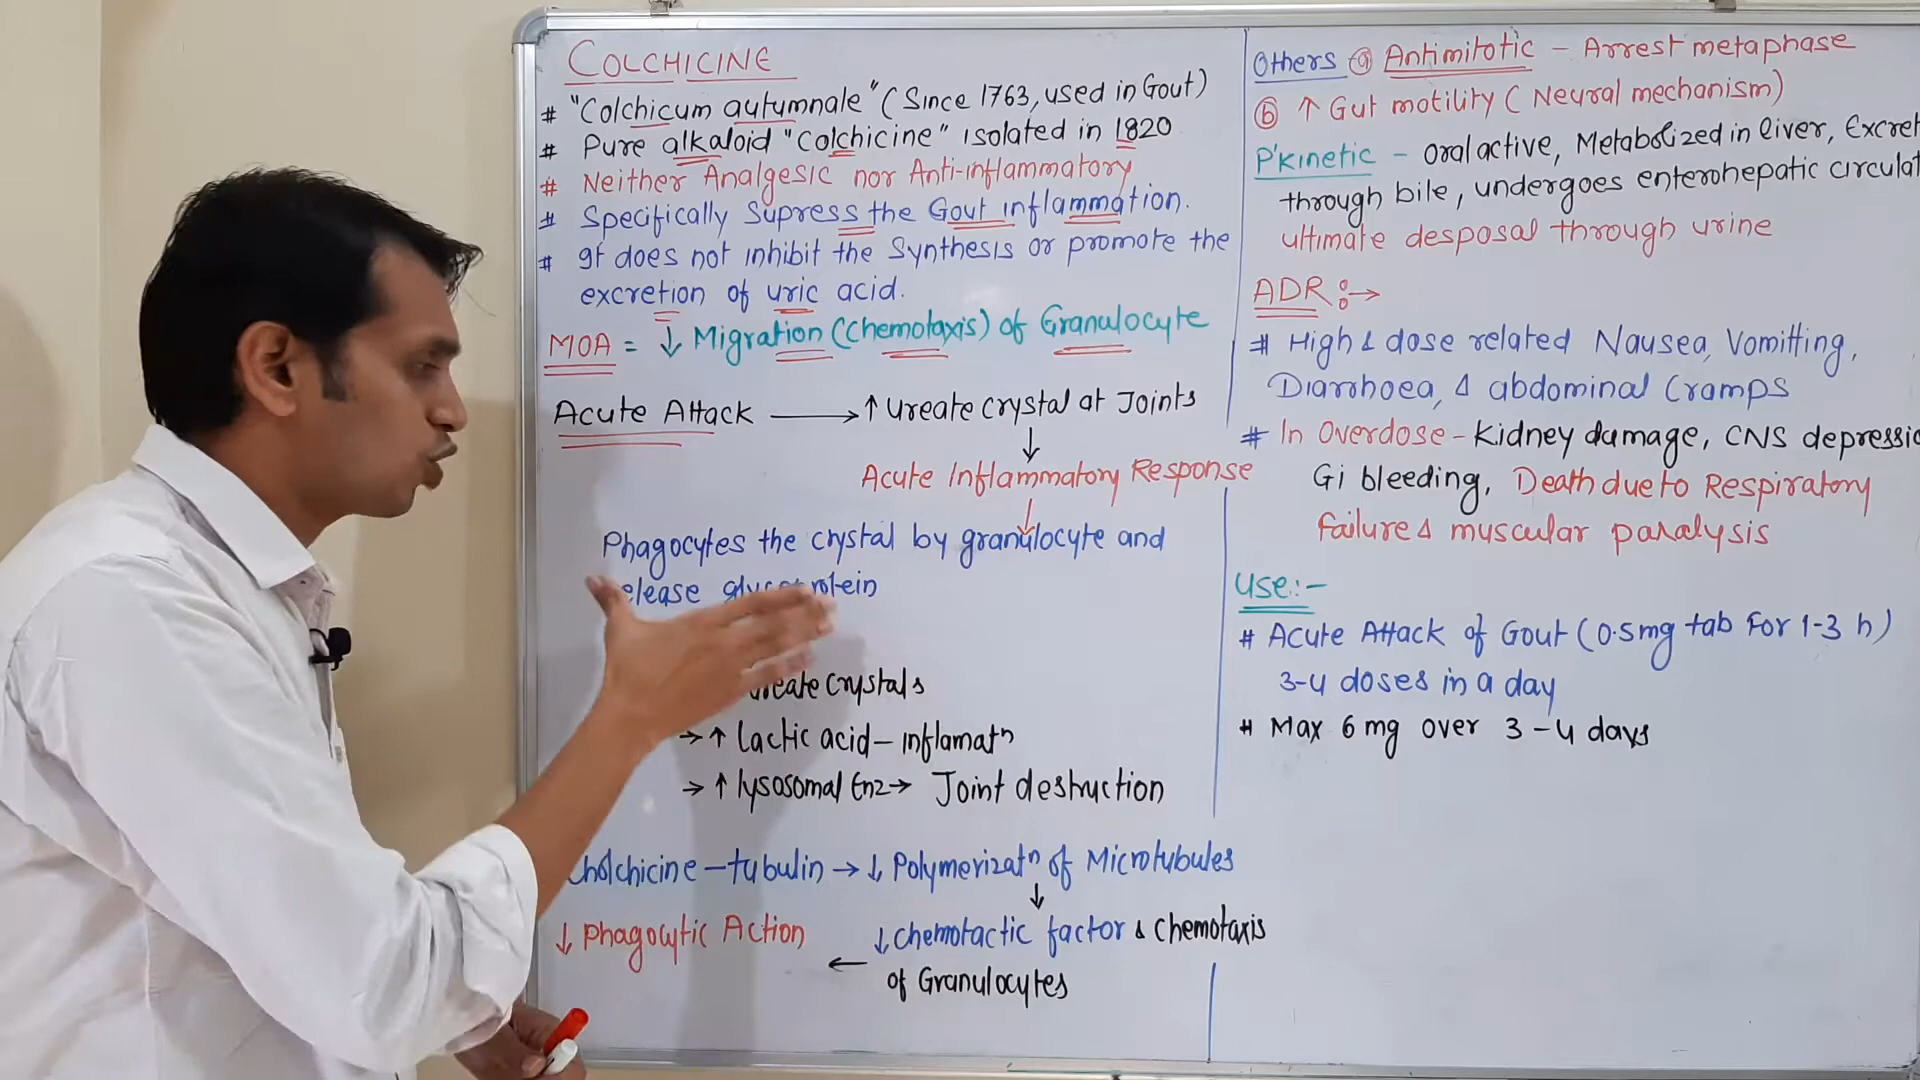 COLCHICINE
# "Colchicum autumnale" (Since 1763, used in Gout)
# Pure alkaloid "Colchicine" isolated in 1820
# Neither Analgesic nor Anti-inflammatory
# Specifically Supress the Gout inflammation.
# It does not inhibit the Synthesis or promote the
excretion of uric acid.
MOA = ↓ Migration (Chemotaxis) of Granulocyte
Acute Attack → ↑ Ureate crystal at Joints
↓
Acute Inflammatory Response
↓
Phagocytes the crystal by granulocyte and
crystals
→ ↑ Lactic acid – inflamatn
→ ↑ lysosomal Enz → Joint destruction
Cholchicine – tubulin → ↓ Polymerizatn of Microtubules
↓
↓ Phagocytic Action ← ↓ chemotactic factor & chemotaxis
of Granulocytes
Others ⓐ Antimitotic – Arrest metaphase
ⓑ ↑ Gut motility (Neural mechanism)
P'kinetic – oral active, Metabolized in liver,
through bile, undergoes enterohepatic
ultimate desposal through urine
ADR :→
# High & dose related Nausea, Vomitting,
Diarrhoea, & abdominal Cramps
# In Overdose – Kidney damage, CNS
Gi bleeding, Death due to Respiratory
failure & muscular paralysis
Use :-
# Acute Attack of Gout (0.5mg tab for 1-3 h)
3-4 doses in a day
# Max 6 mg over 3-4 days